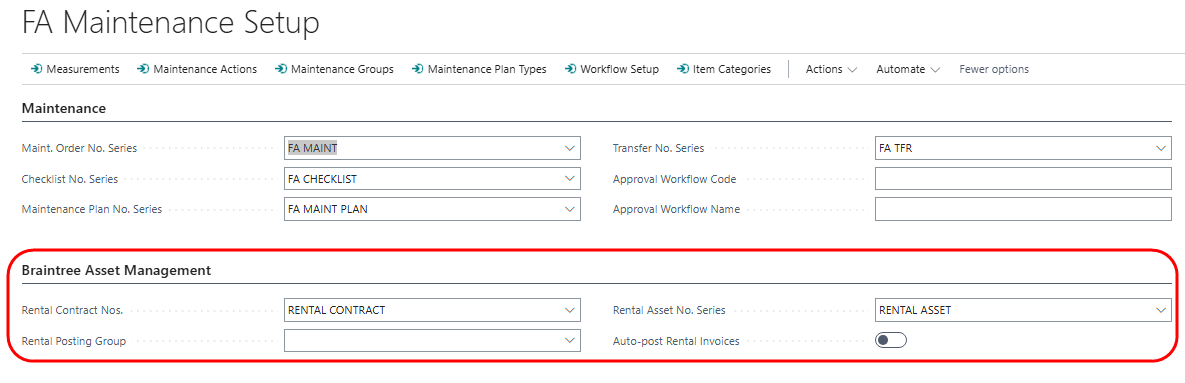 FA Maintenance Setup
Measurements Maintenance Actions Maintenance Groups Maintenance Plan Types Workflow Setup Item Categories Actions Automate Fewer options
Maintenance
Maint. Order No. Series FA MAINT Transfer No. Series FA TFR
Checklist No. Series FA CHECKLIST Approval Workflow Code
Maintenance Plan No. Series FA MAINT PLAN Approval Workflow Name
Braintree Asset Management
Rental Contract Nos. RENTAL CONTRACT Rental Asset No. Series RENTAL ASSET
Rental Posting Group Auto-post Rental Invoices